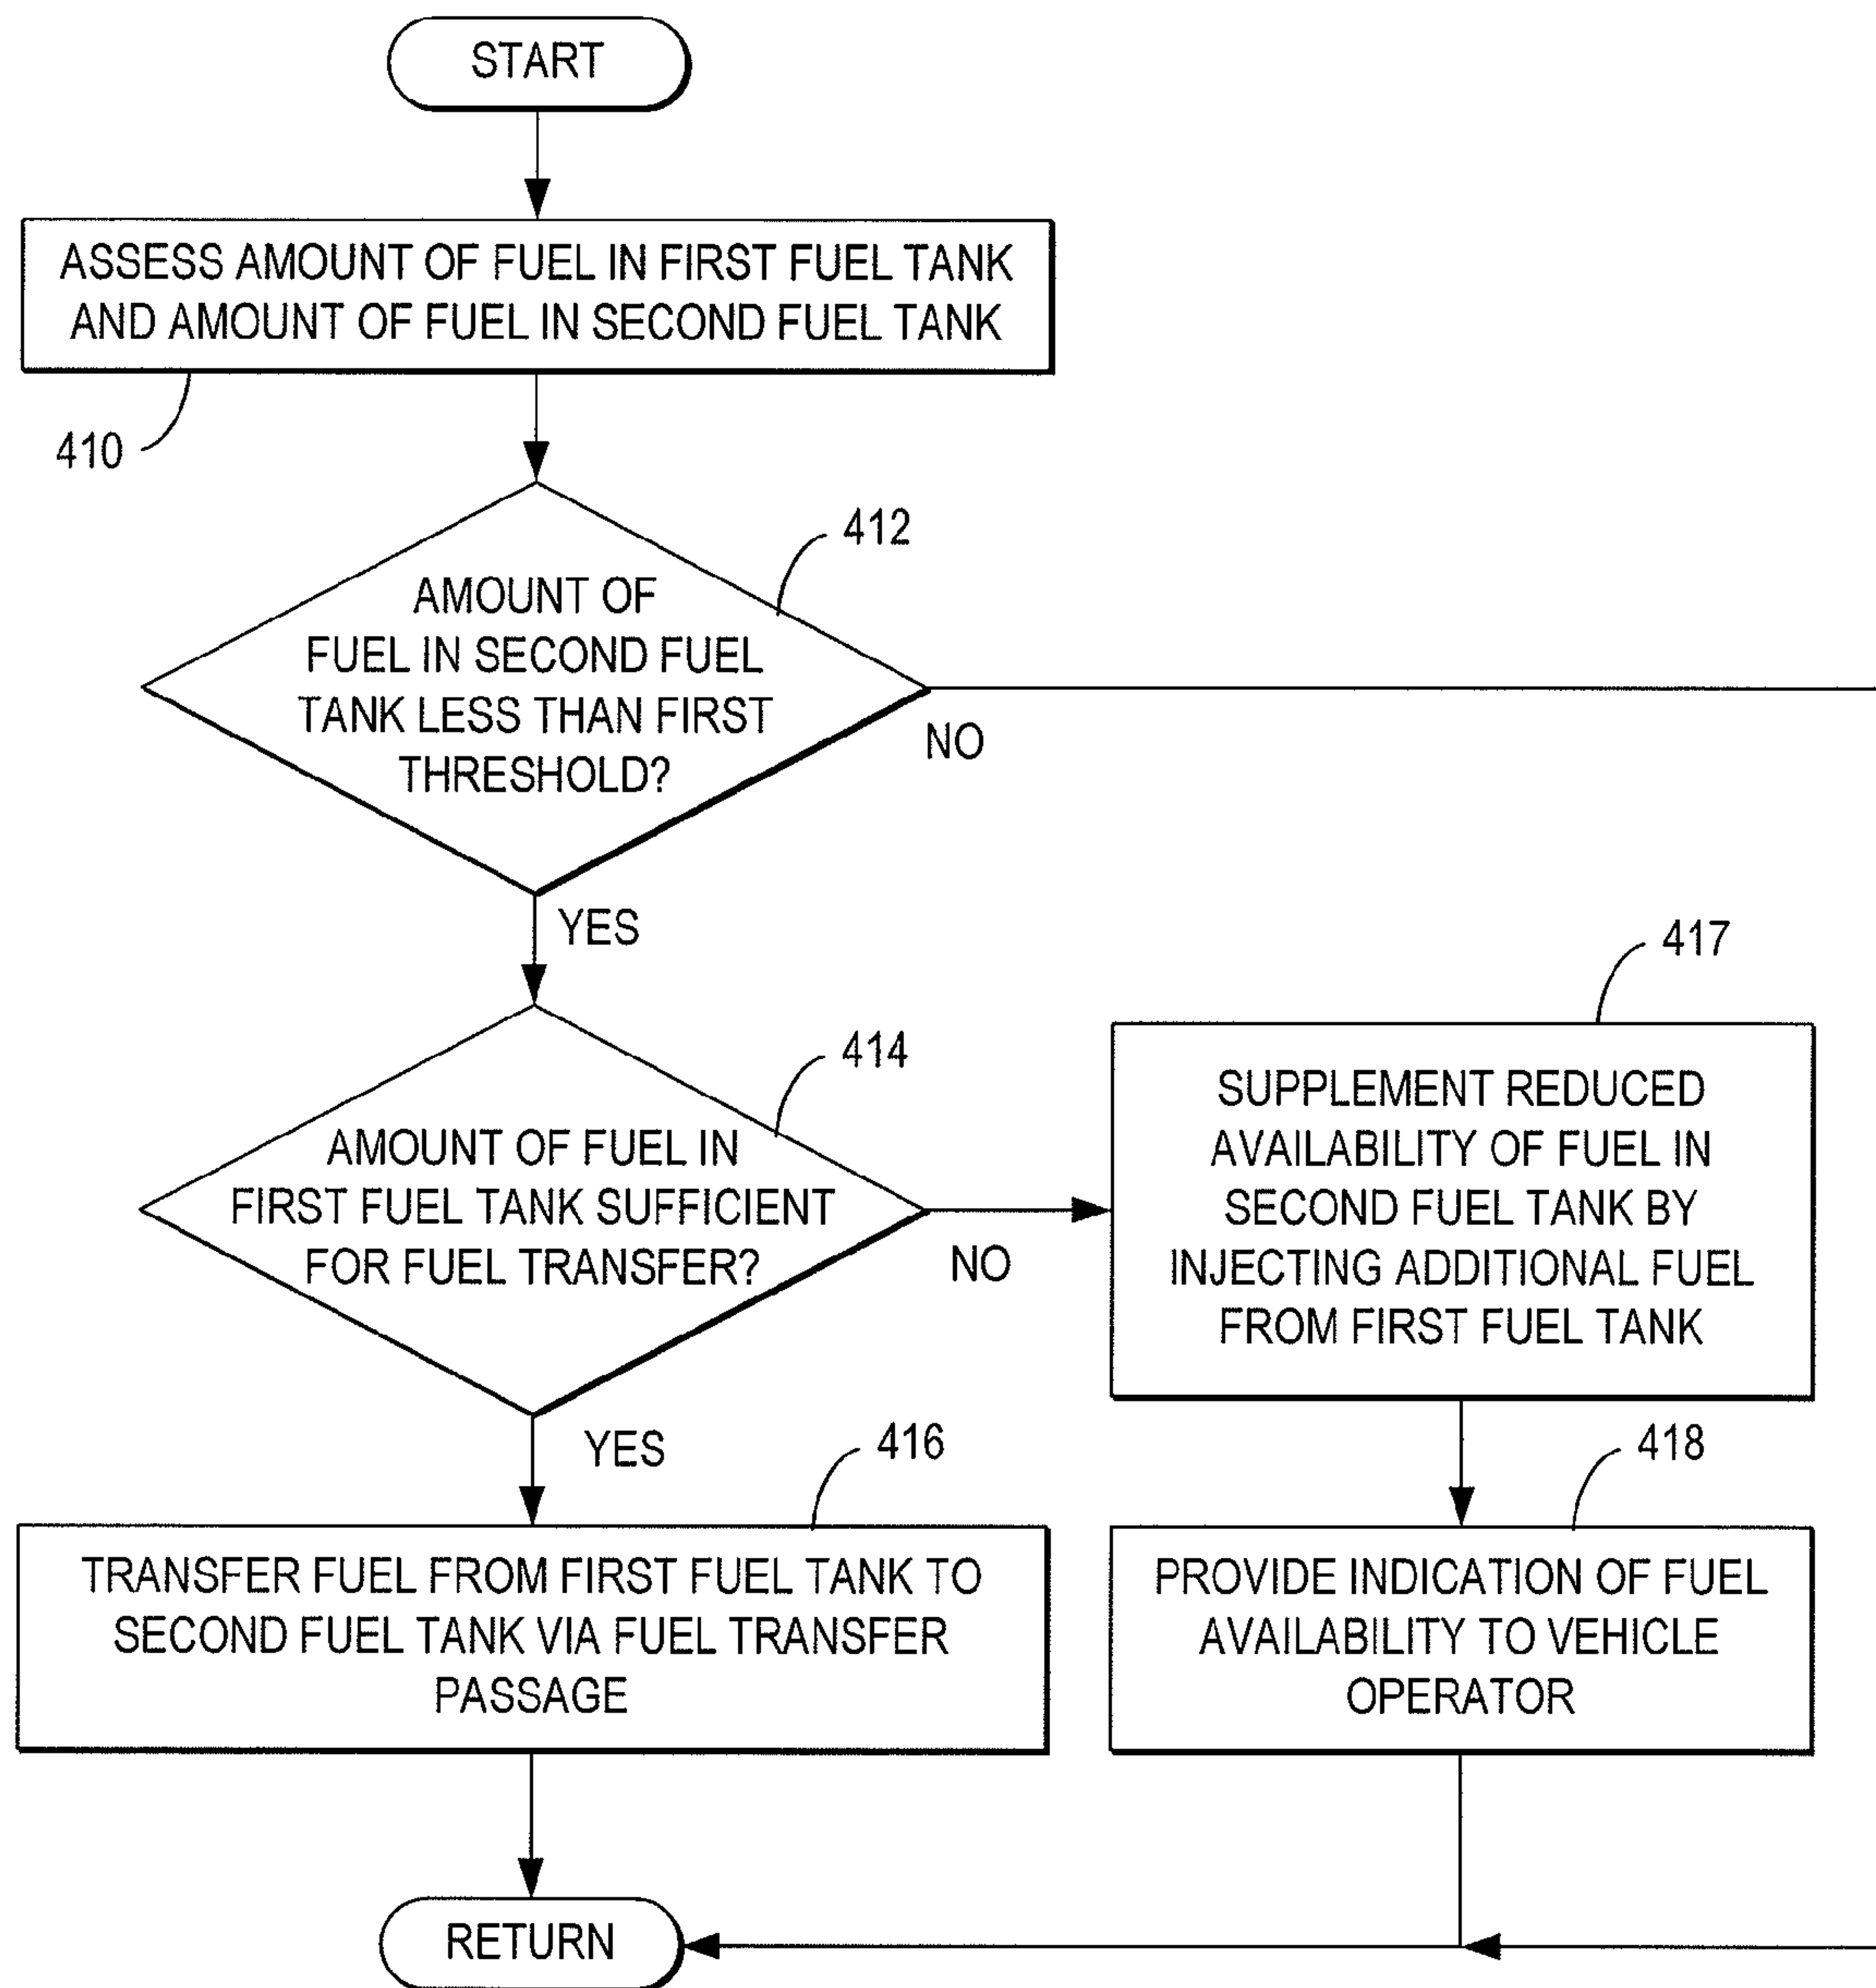 START
ASSESS AMOUNT OF FUEL IN FIRST FUEL TANK
AND AMOUNT OF FUEL IN SECOND FUEL TANK
410
412
AMOUNT OF
FUEL IN SECOND FUEL
TANK LESS THAN FIRST
THRESHOLD?
NO
YES
414
AMOUNT OF FUEL IN
FIRST FUEL TANK SUFFICIENT
FOR FUEL TRANSFER?
NO
YES
417
SUPPLEMENT REDUCED
AVAILABILITY OF FUEL IN
SECOND FUEL TANK BY
INJECTING ADDITIONAL FUEL
FROM FIRST FUEL TANK
416
TRANSFER FUEL FROM FIRST FUEL TANK TO
SECOND FUEL TANK VIA FUEL TRANSFER
PASSAGE
418
PROVIDE INDICATION OF FUEL
AVAILABILITY TO VEHICLE
OPERATOR
RETURN